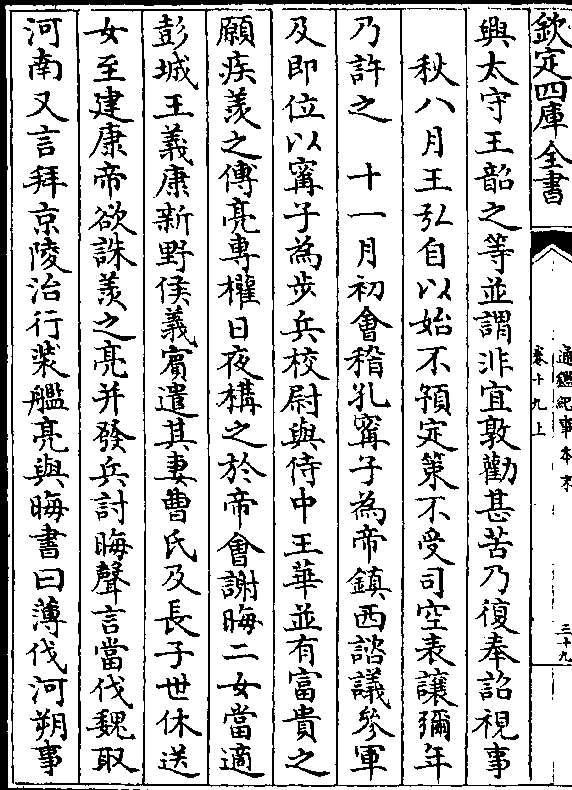 欽定四庫全書
通鑑紀事本末
卷十九上
三十九
興太守王韶之等並謂非宜敦勸甚苦乃復奉詔視事
秋八月王弘自以始不預定策不受司空表讓彌年
乃許之　十一月初會稽孔甯子為帝鎮西諮議參軍
及即位以甯子為步兵校尉與侍中王華並有富貴之
願疾羡之傅亮專權日夜構之於帝會謝晦二女當適
彭城王義康新野侯義賓遣其妻曹氏及長子世休送
女至建康帝欲誅羡之亮并發兵討晦聲言當伐魏取
河南又言拜京陵治行裝艦亮與晦書曰薄伐河朔事